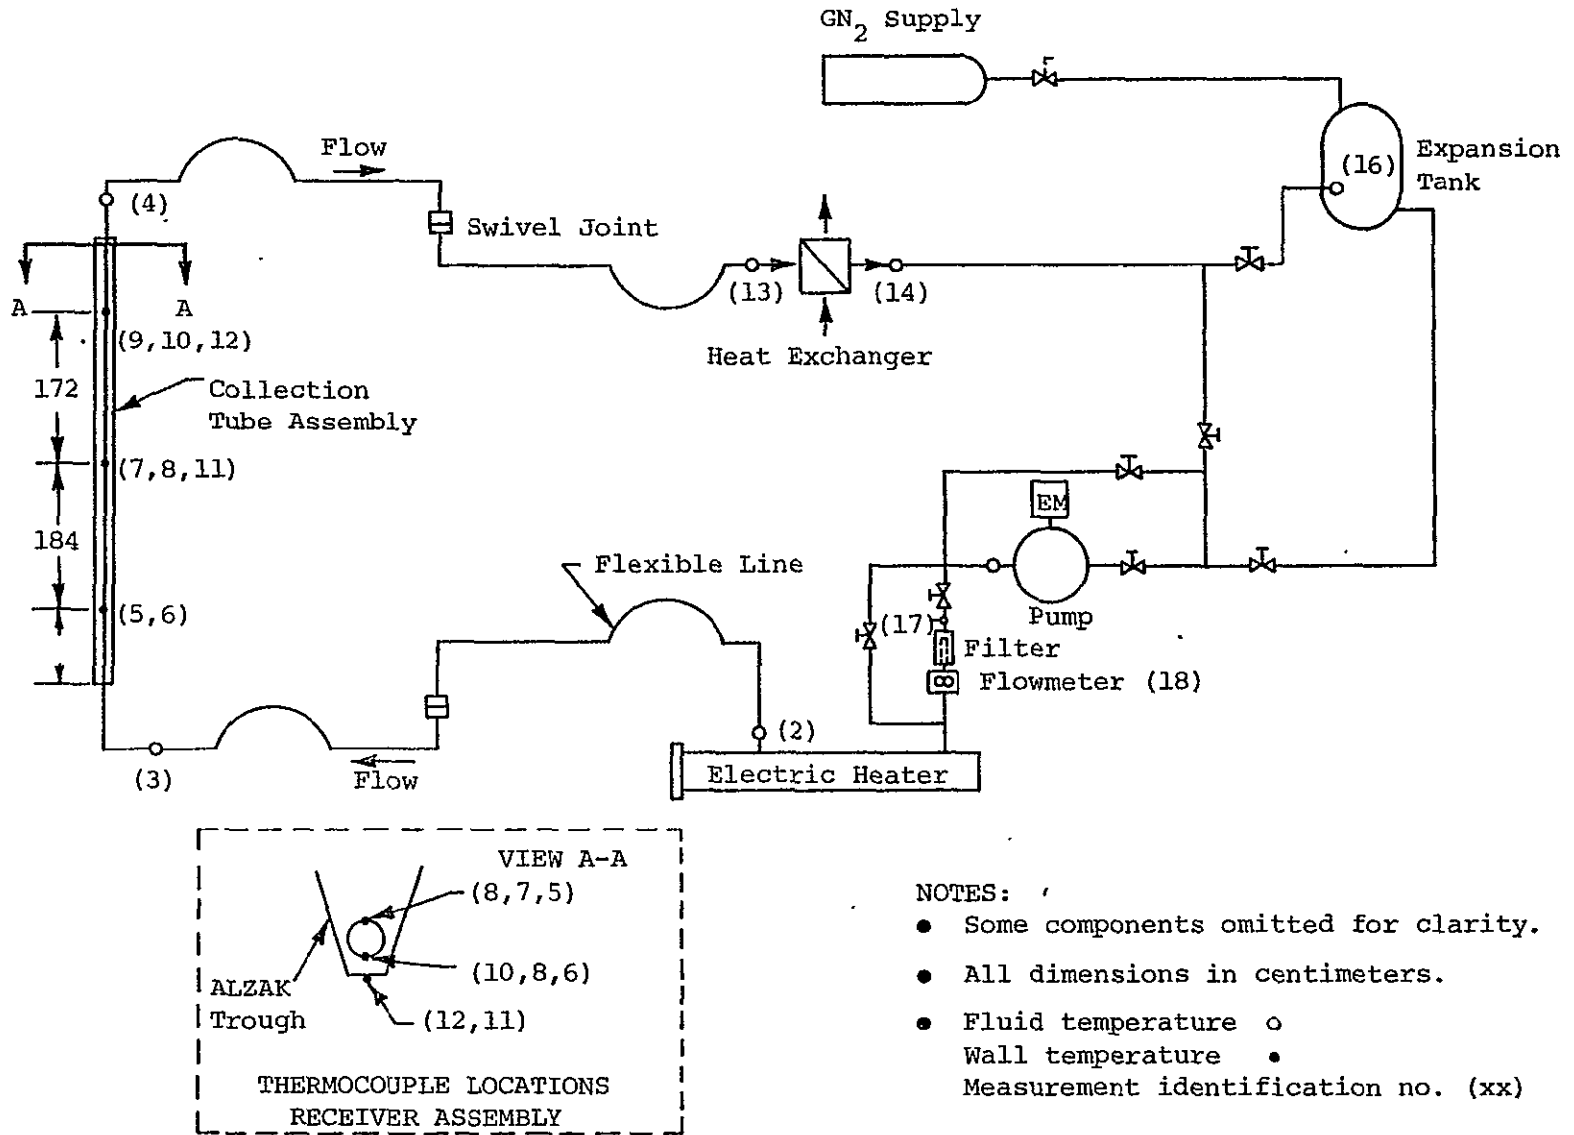 GN2 Supply
Expansion
Tank
(16)
Flow
(4)
Swivel Joint
A
A
(13)
(14)
Heat Exchanger
(9,10,12)
172
Collection
Tube Assembly
(7,8,11)
184
(5,6)
EM
Flexible Line
Pump
(17)
Filter
Flowmeter (18)
(2)
(3)
Flow
Electric Heater
VIEW A-A
(8,7,5)
(10,8,6)
ALZAK
Trough
(12,11)
THERMOCOUPLE LOCATIONS
RECEIVER ASSEMBLY
NOTES:
● Some components omitted for clarity.
● All dimensions in centimeters.
● Fluid temperature ○
Wall temperature •
Measurement identification no. (xx)